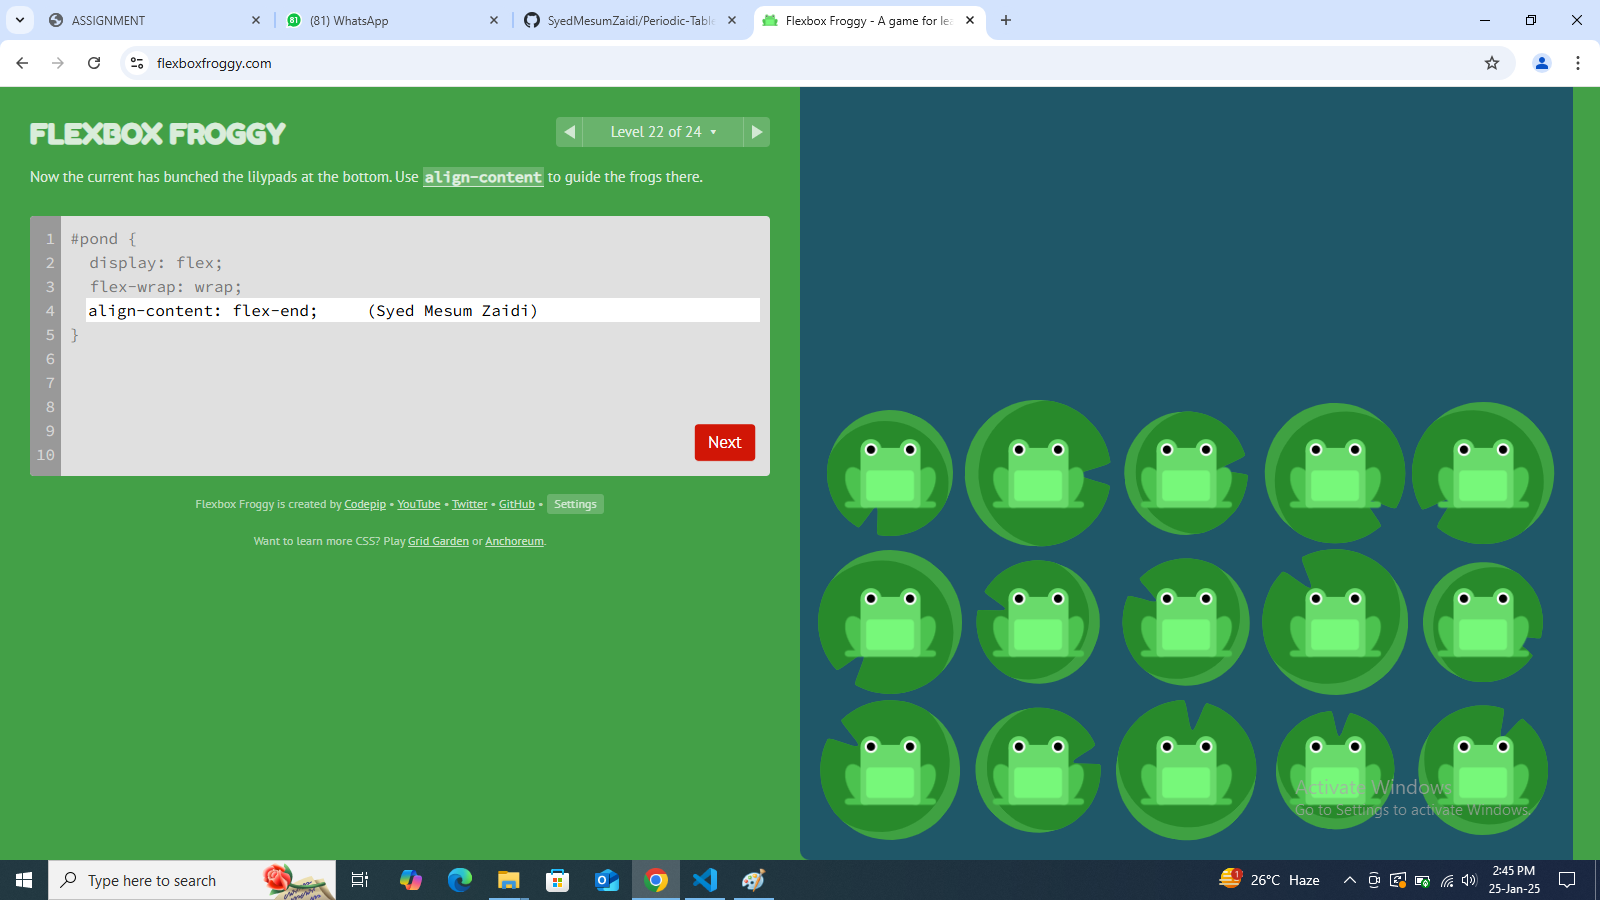 ASSIGNMENT
(81) WhatsApp
SyedMesumZaidi/Periodic-Table
Flexbox Froggy - A game for lea
flexboxfroggy.com
FLEXBOX FROGGY
Level 22 of 24 ▾
Now the current has bunched the lilypads at the bottom. Use align-content to guide the frogs there.
1 #pond {
2 display: flex;
3 flex-wrap: wrap;
4 align-content: flex-end; (Syed Mesum Zaidi)
5 }
6
7
8
9
10
Next
Flexbox Froggy is created by Codepip • YouTube • Twitter • GitHub • Settings
Want to learn more CSS? Play Grid Garden or Anchoreum.
Activate Windows
Go to Settings to activate Windows.
Type here to search
1
26°C Haze
2:45 PM
25-Jan-25